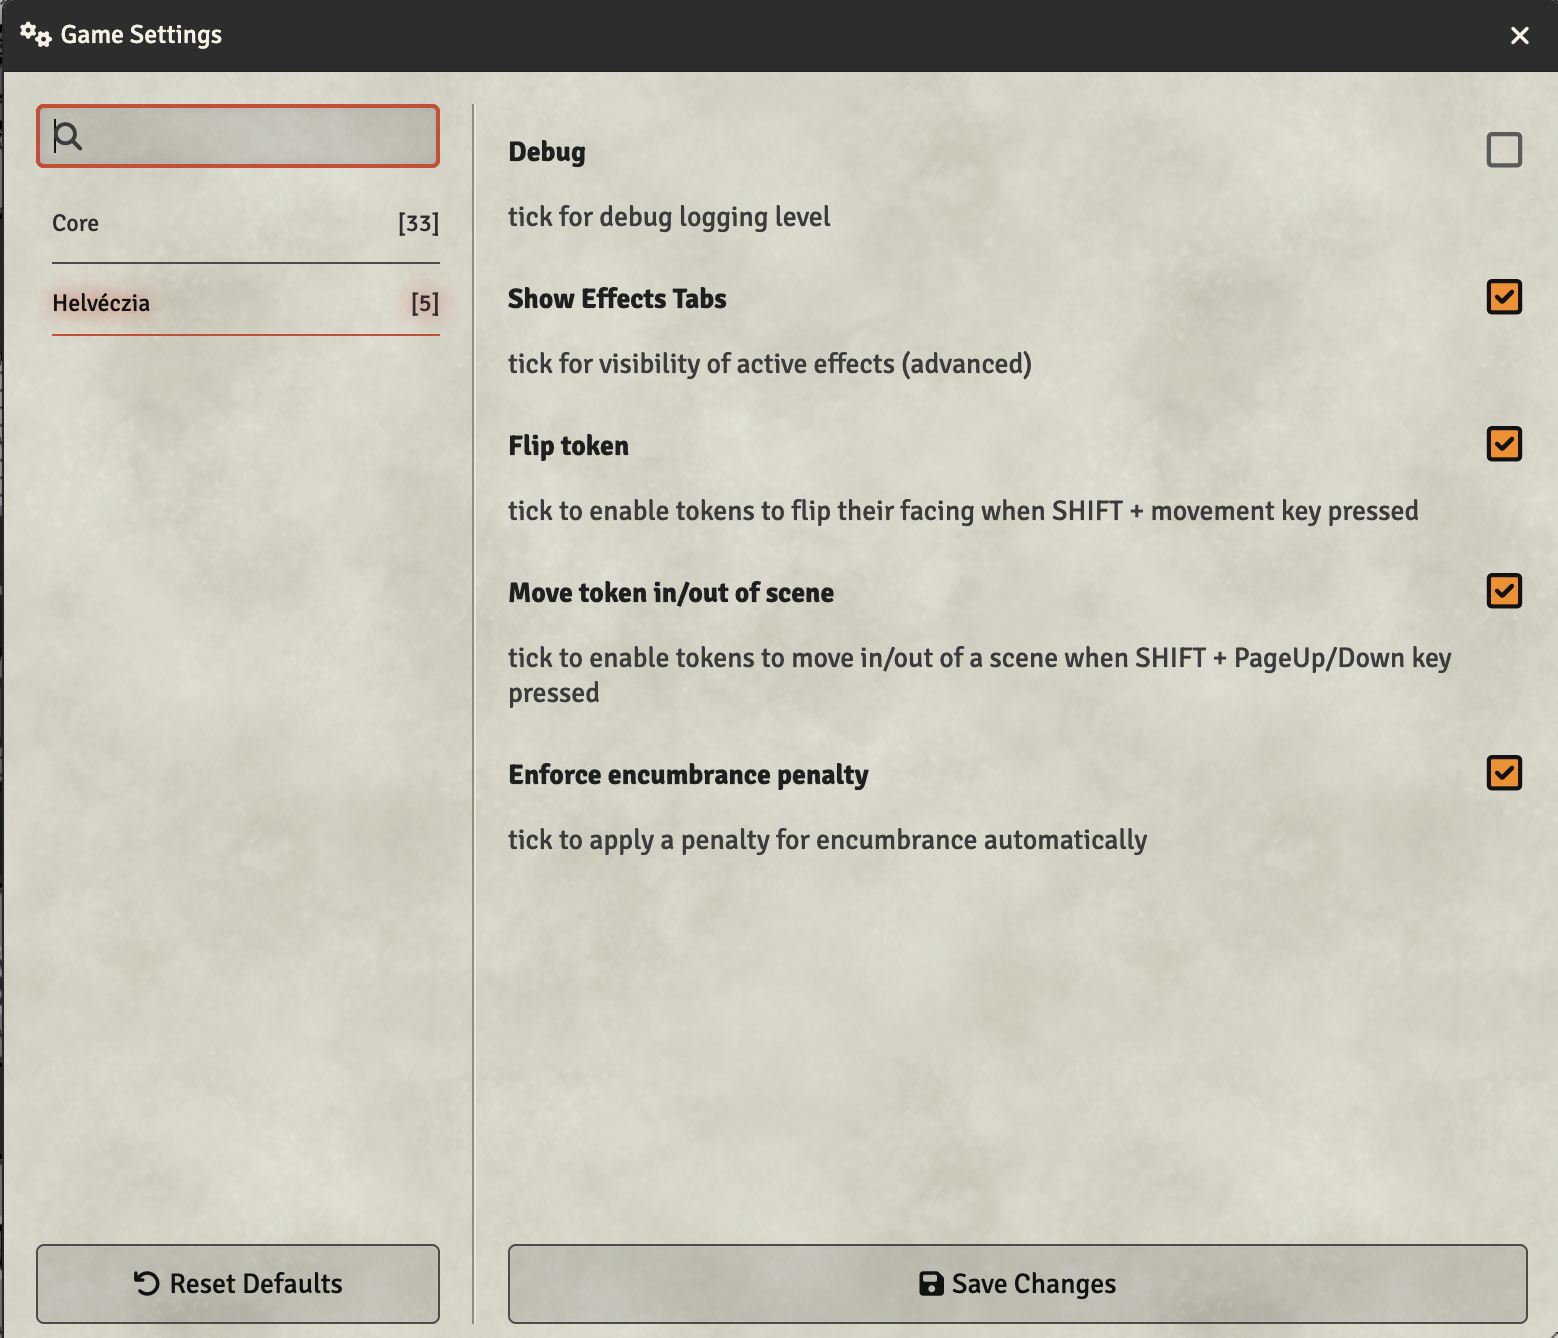 Game Settings
Core [33]
Helvéczia [5]
Debug
tick for debug logging level
Show Effects Tabs
tick for visibility of active effects (advanced)
Flip token
tick to enable tokens to flip their facing when SHIFT + movement key pressed
Move token in/out of scene
tick to enable tokens to move in/out of a scene when SHIFT + PageUp/Down key
pressed
Enforce encumbrance penalty
tick to apply a penalty for encumbrance automatically
Reset Defaults
Save Changes